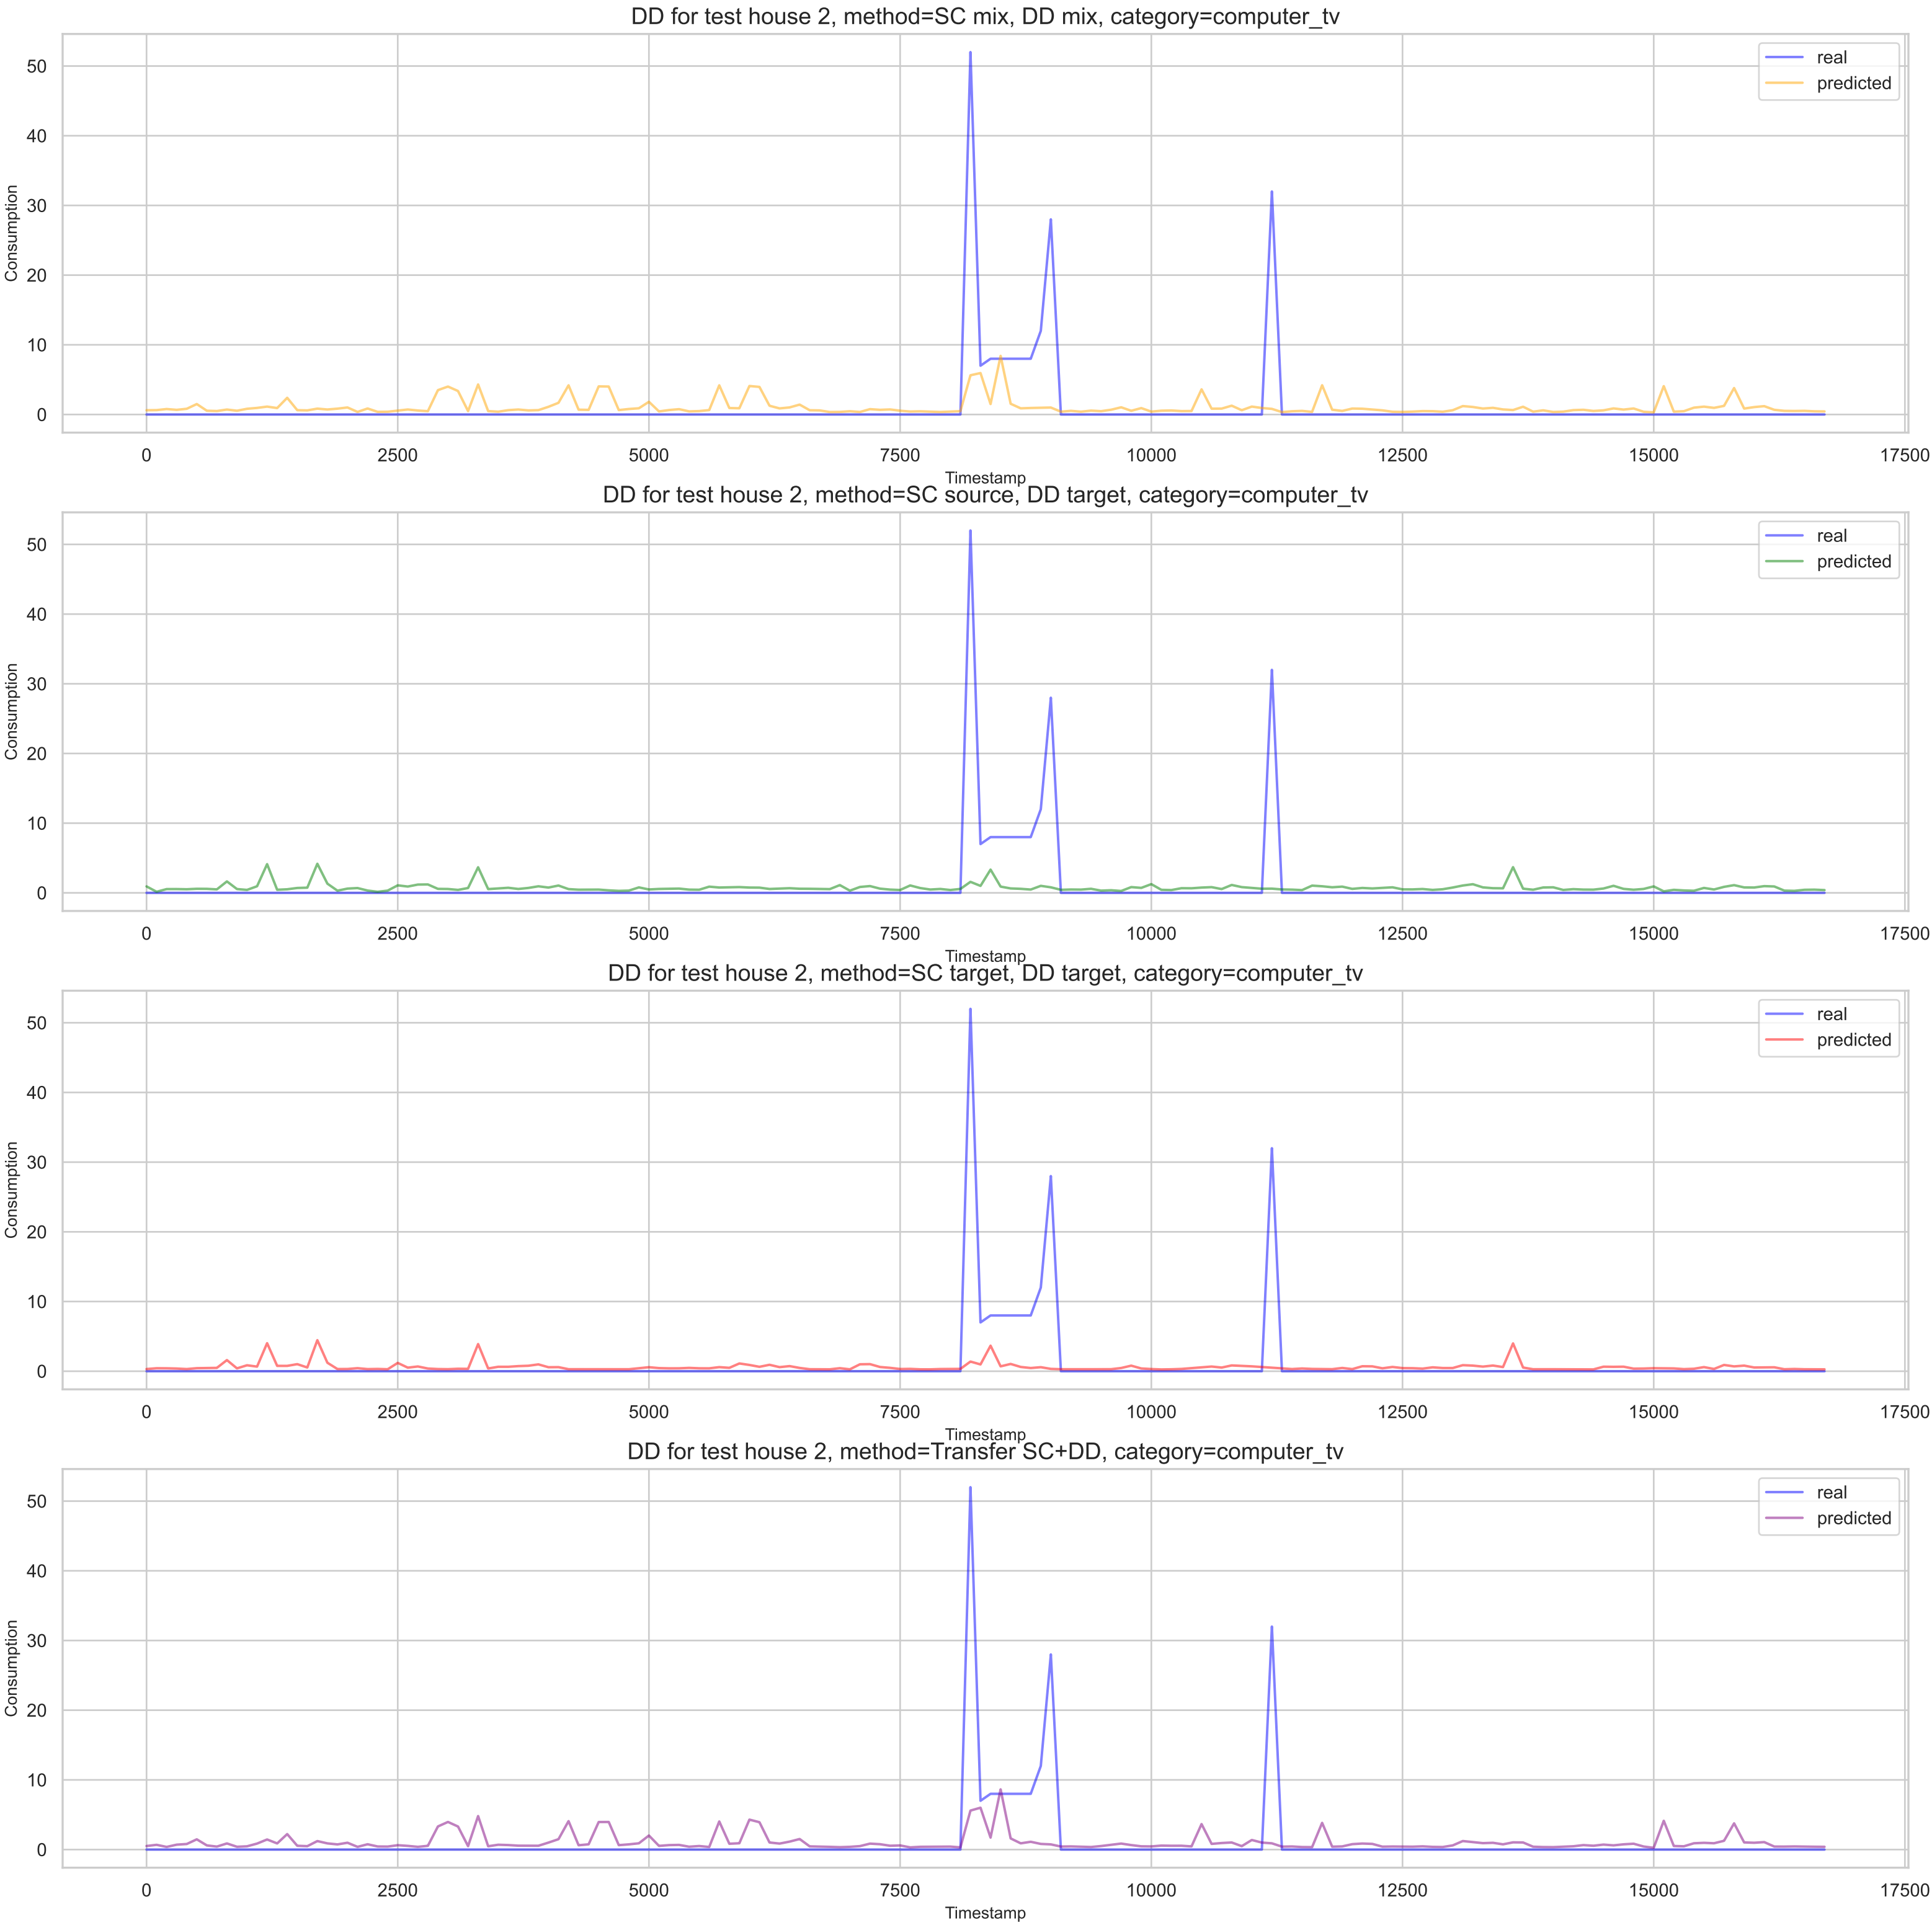 DD for test house 2, method=SC mix, DD mix, category=computer_tv
real
predicted
50
40
30
20
10
0
Consumption
0 2500 5000 7500 10000 12500 15000 17500
Timestamp
DD for test house 2, method=SC source, DD target, category=computer_tv
real
predicted
50
40
30
20
10
0
Consumption
0 2500 5000 7500 10000 12500 15000 17500
Timestamp
DD for test house 2, method=SC target, DD target, category=computer_tv
real
predicted
50
40
30
20
10
0
Consumption
0 2500 5000 7500 10000 12500 15000 17500
Timestamp
DD for test house 2, method=Transfer SC+DD, category=computer_tv
real
predicted
50
40
30
20
10
0
Consumption
0 2500 5000 7500 10000 12500 15000 17500
Timestamp